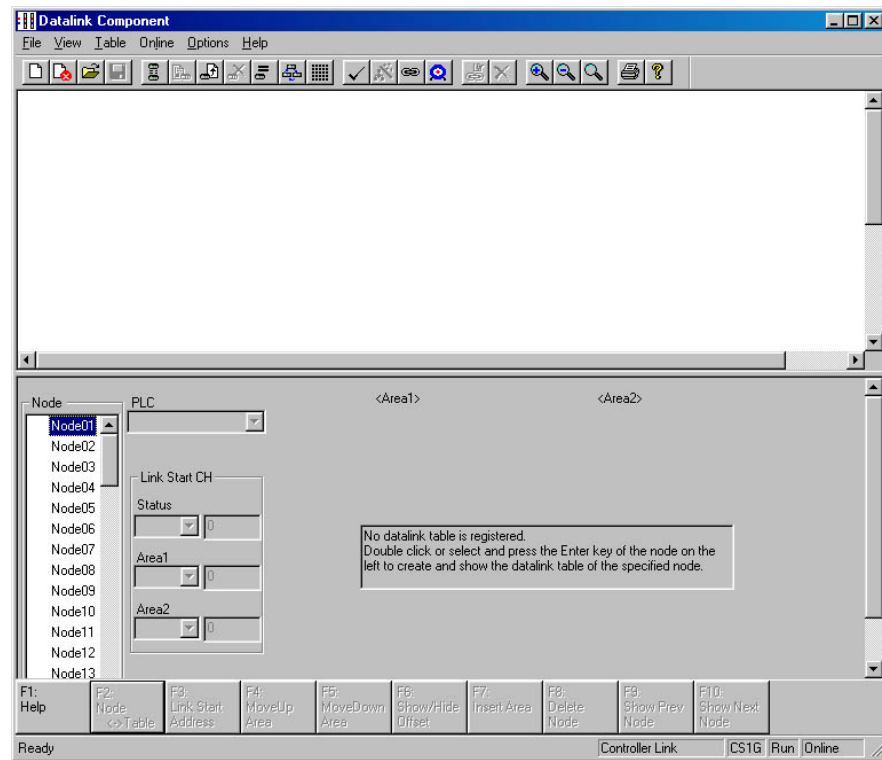 Datalink Component
File View Table Online Options Help
<Area1> <Area2>
Node
Node01
Node02
Node03
Node04
Node05
Node06
Node07
Node08
Node09
Node10
Node11
Node12
Node13
PLC
Link Start CH
Status
0
Area1
0
Area2
0
No datalink table is registered.
Double click or select and press the Enter key of the node on the
left to create and show the datalink table of the specified node.
F1:
Help
F2:
Node
<->Table
F3:
Link Start
Address
F4:
MoveUp
Area
F5:
MoveDown
Area
F6:
Show/Hide
Offset
F7:
Insert Area
F8:
Delete
Node
F9:
Show Prev
Node
F10:
Show Next
Node
Ready Controller Link CS1G Run Online